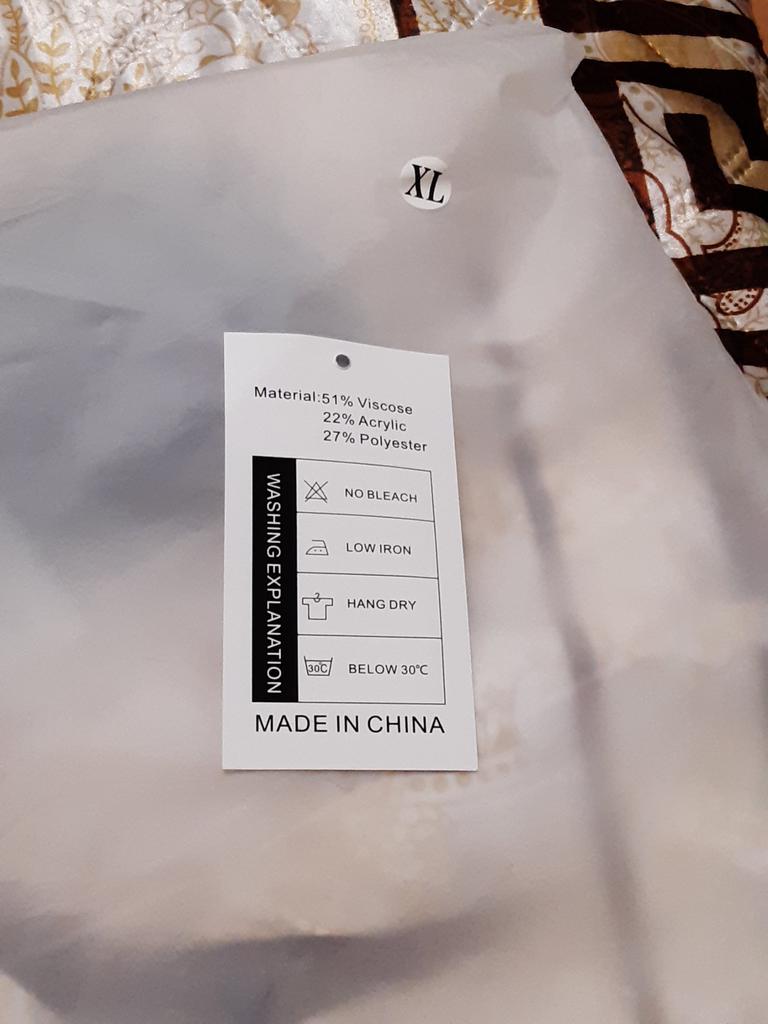 XL
Material:51% Viscose
22% Acrylic
27% Polyester
WASHING EXPLANATION
NO BLEACH
LOW IRON
HANG DRY
30℃ BELOW 30℃
MADE IN CHINA